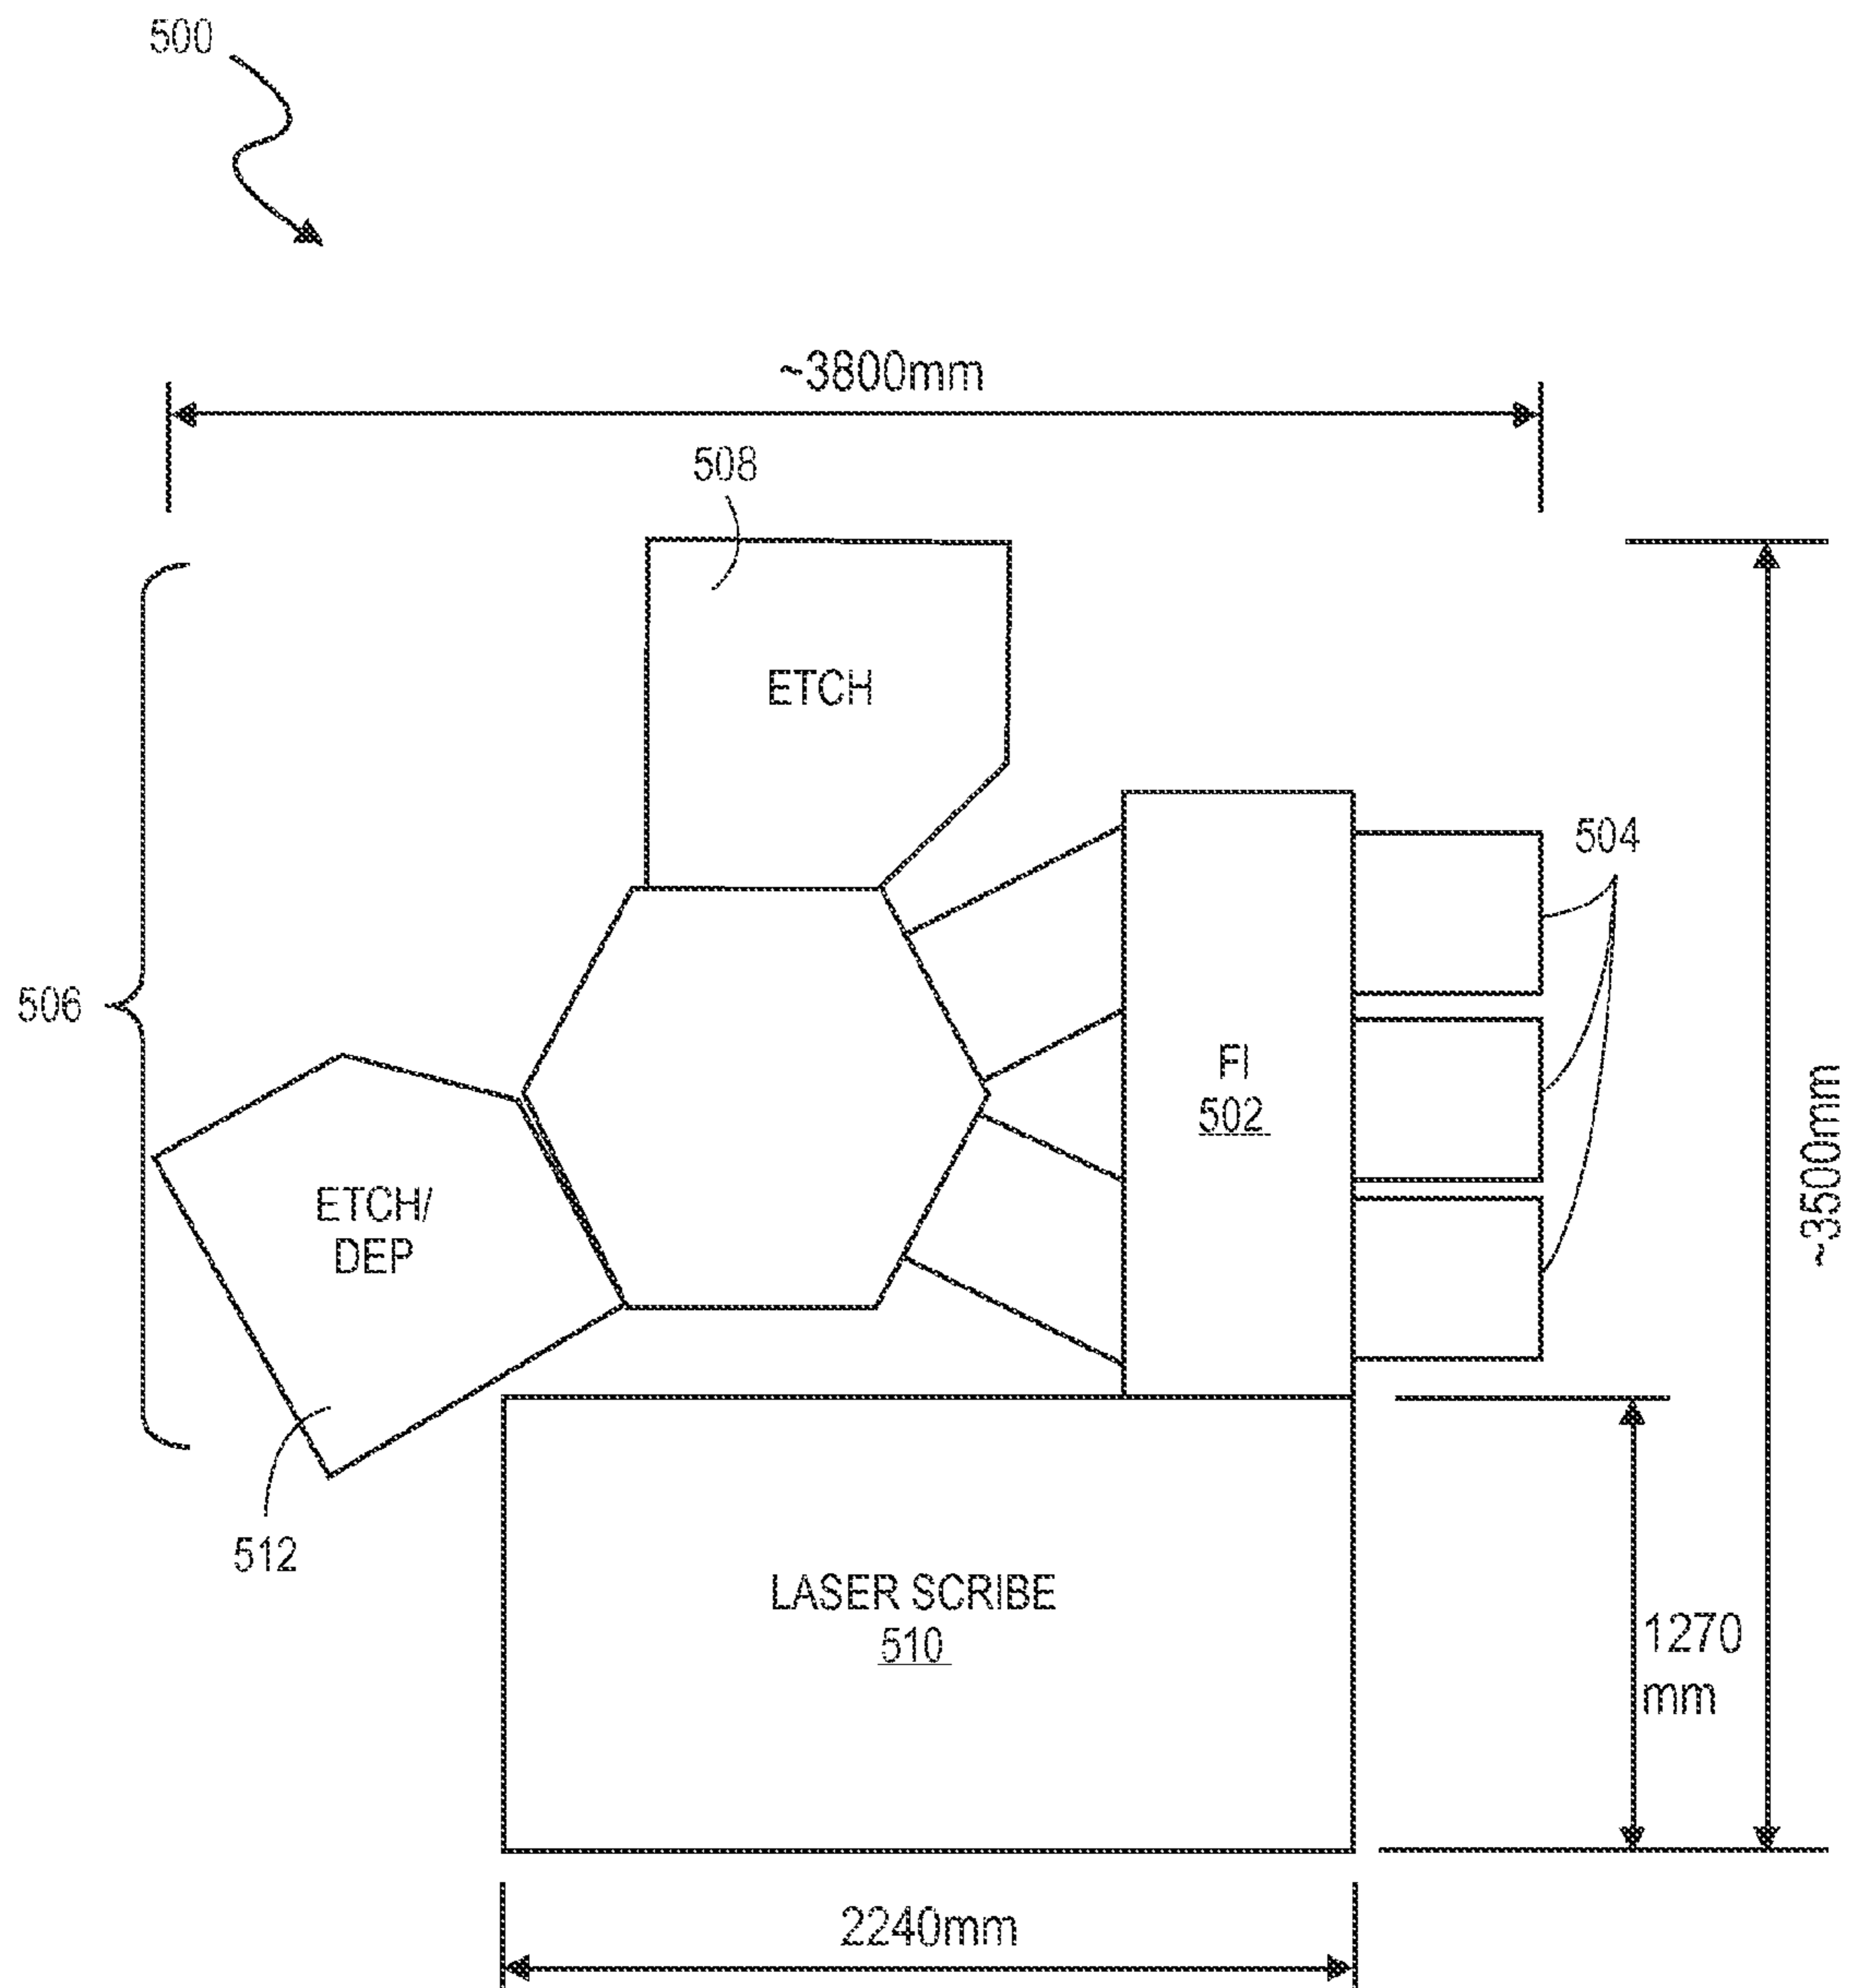 500
~3800mm
508
ETCH
504
506
FI
502
~3500mm
ETCH/
DEP
512
LASER SCRIBE
510
1270
mm
2240mm